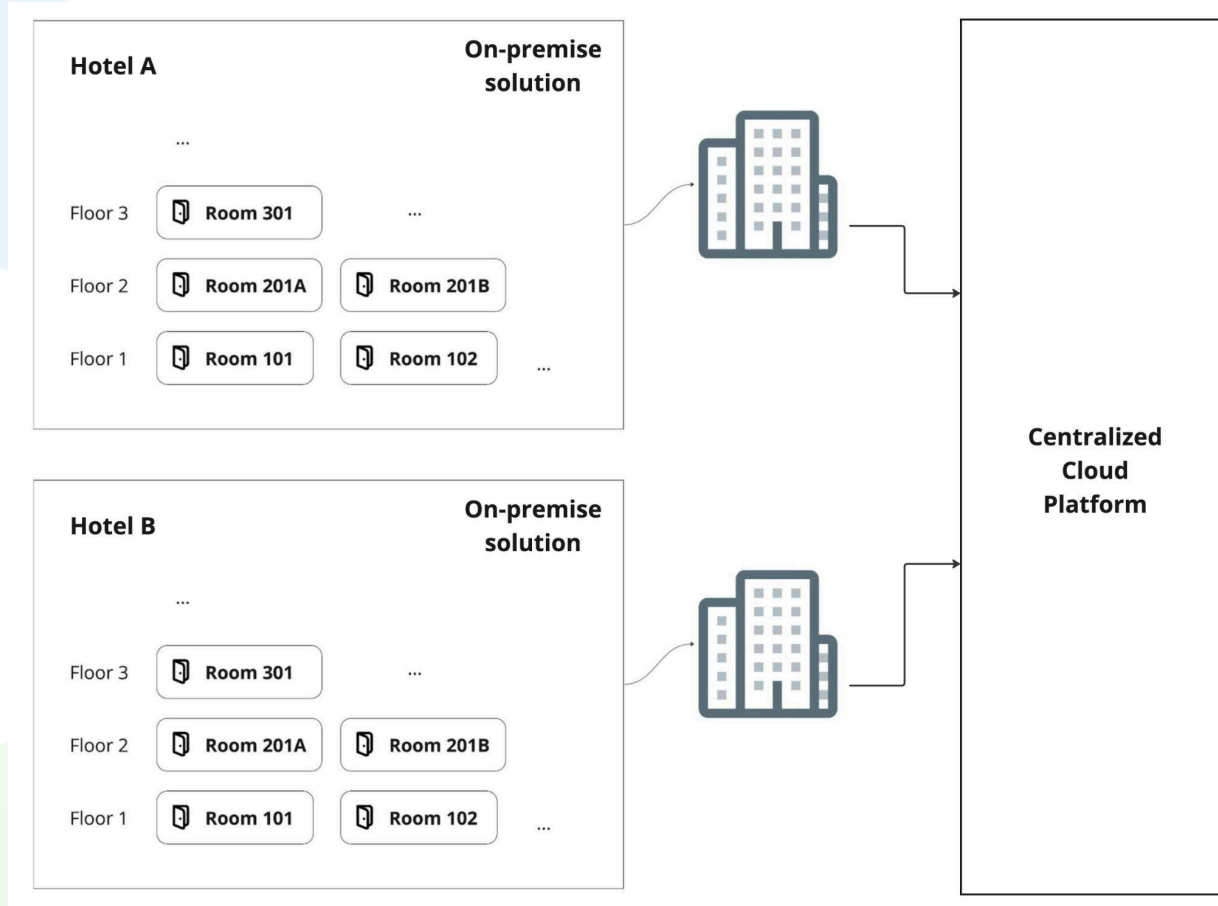 Hotel A
On-premise
solution
...
Floor 3 Room 301 ...
Floor 2 Room 201A Room 201B
Floor 1 Room 101 Room 102 ...
Hotel B
On-premise
solution
...
Floor 3 Room 301 ...
Floor 2 Room 201A Room 201B
Floor 1 Room 101 Room 102 ...
Centralized
Cloud
Platform